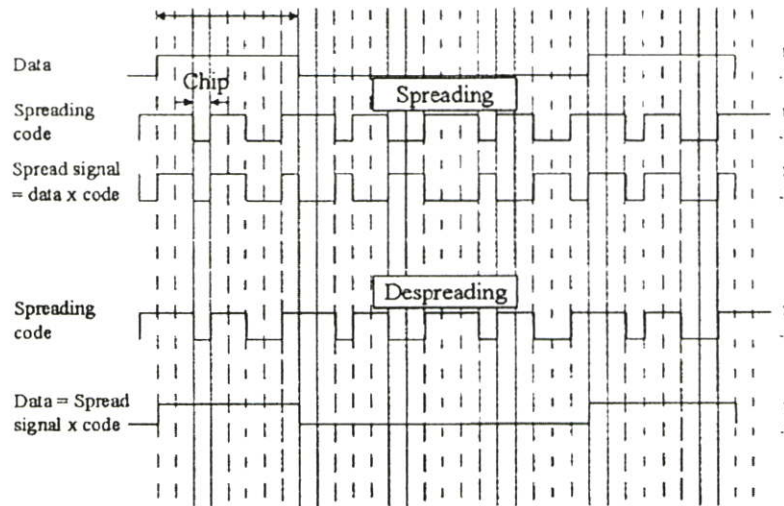 Data
Chip
Spreading
Spreading
code
Spread signal
= data x code
Despreading
Spreading
code
Data = Spread
signal x code